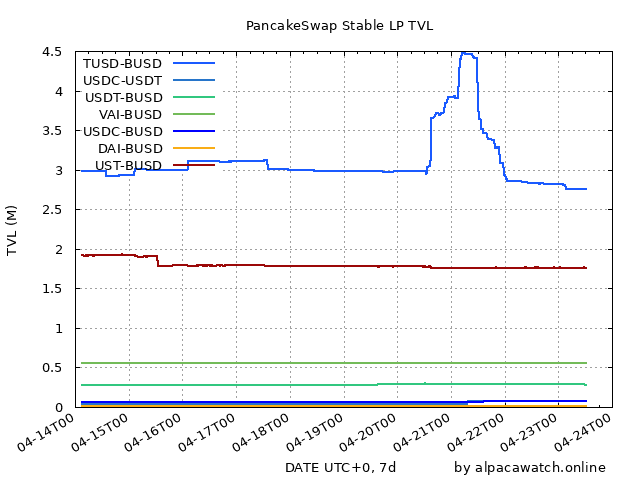 PancakeSwap Stable LP TVL
TVL (M)
4.5
4
3.5
3
2.5
2
1.5
1
0.5
0
TUSD-BUSD
USDC-USDT
USDT-BUSD
VAI-BUSD
USDC-BUSD
DAI-BUSD
UST-BUSD
04-14T00
04-15T00
04-16T00
04-17T00
04-18T00
04-19T00
04-20T00
04-21T00
04-22T00
04-23T00
04-24T00
DATE UTC+0, 7d
by alpacawatch.online